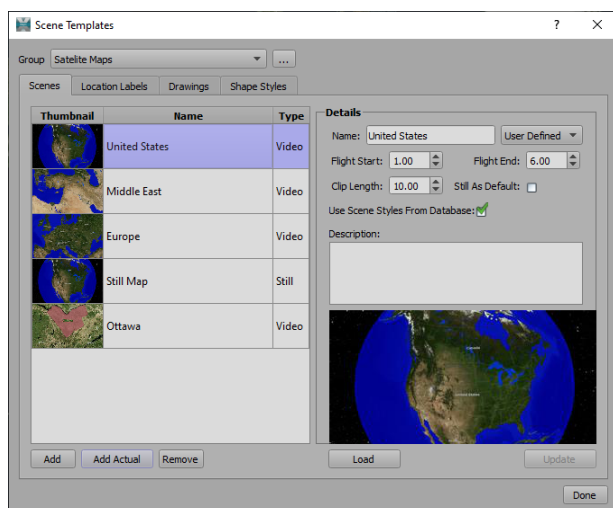 Scene Templates
?
Group Satelite Maps
...
Scenes Location Labels Drawings Shape Styles
Thumbnail Name Type
United States Video
Middle East Video
Europe Video
Still Map Still
Ottawa Video
Add Add Actual Remove
Details
Name: United States User Defined
Flight Start: 1.00 Flight End: 6.00
Clip Length: 10.00 Still As Default:
Use Scene Styles From Database:
Description:
Load Update
Done